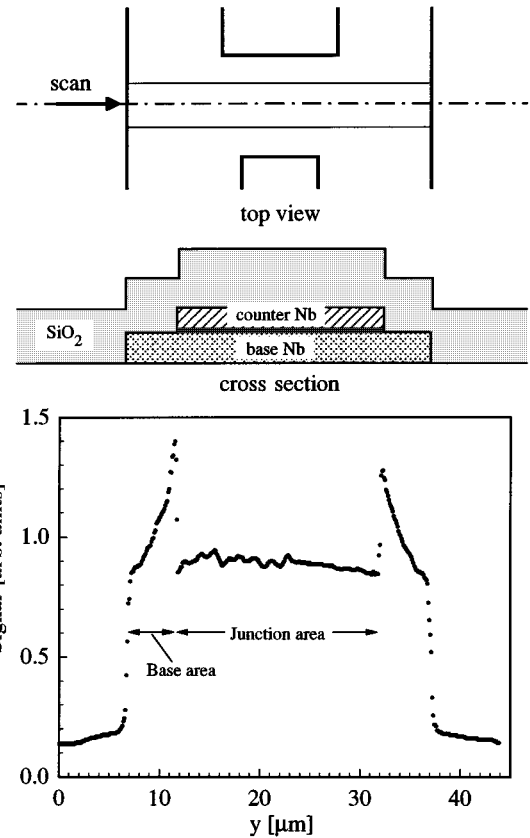 scan
top view
counter Nb
SiO₂
base Nb
cross section
1.5
1.0
0.5
0.0
Junction area
Base area
0 10 20 30 40
y [μm]